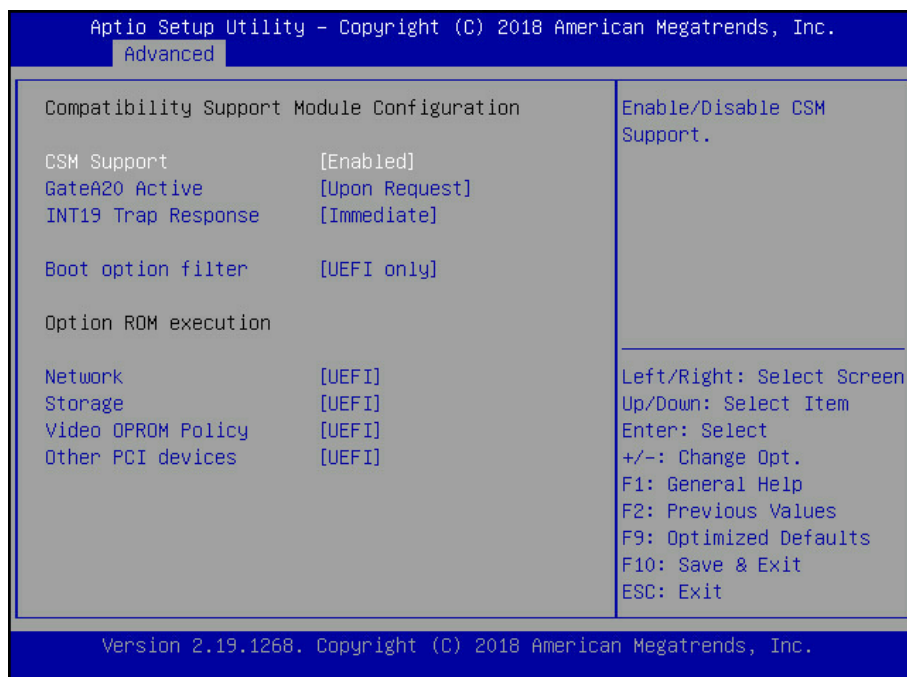 Aptio Setup Utility – Copyright (C) 2018 American Megatrends, Inc.
Advanced
Compatibility Support Module Configuration
CSM Support [Enabled]
GateA20 Active [Upon Request]
INT19 Trap Response [Immediate]
Boot option filter [UEFI only]
Option ROM execution
Network [UEFI]
Storage [UEFI]
Video OPROM Policy [UEFI]
Other PCI devices [UEFI]
Enable/Disable CSM
Support.
Left/Right: Select Screen
Up/Down: Select Item
Enter: Select
+/-: Change Opt.
F1: General Help
F2: Previous Values
F9: Optimized Defaults
F10: Save & Exit
ESC: Exit
Version 2.19.1268. Copyright (C) 2018 American Megatrends, Inc.